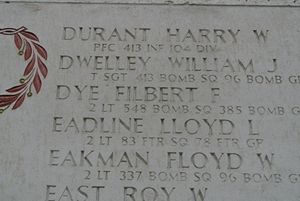 DURANT HARRY W
PFC 413 INF 104 DIV
DWELLEY WILLIAM J
T SGT 413 BOMB SQ 96 BOMB G
DYE FILBERT F
2 LT 548 BOMB SQ 385 BOMB G
EADLINE LLOYD L
2 LT 83 FTR SQ 78 FTR GP
EAKMAN FLOYD W
2 LT 337 BOMB SQ 96 BOMB G
EAST ROY W